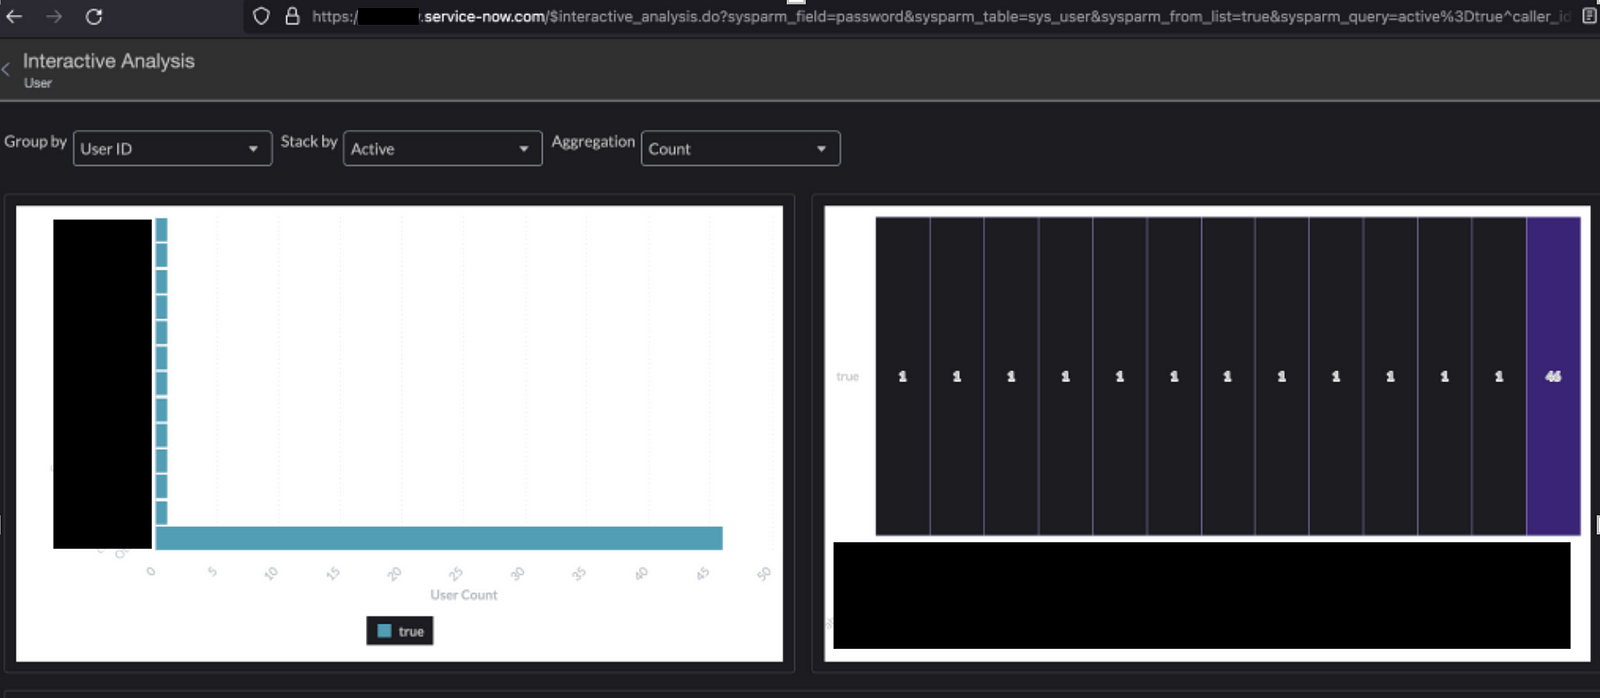 https:/ .service-now.com/$interactive_analysis.do?sysparm_field=password&sysparm_table=sys_user&sysparm_from_list=true&sysparm_query=active%3Dtrue^caller_id
Interactive Analysis
User
Group by User ID Stack by Active Aggregation Count
true 1 1 1 1 1 1 1 1 1 1 1 1 46
0 5 10 15 20 25 30 35 40 45 50
User Count
true